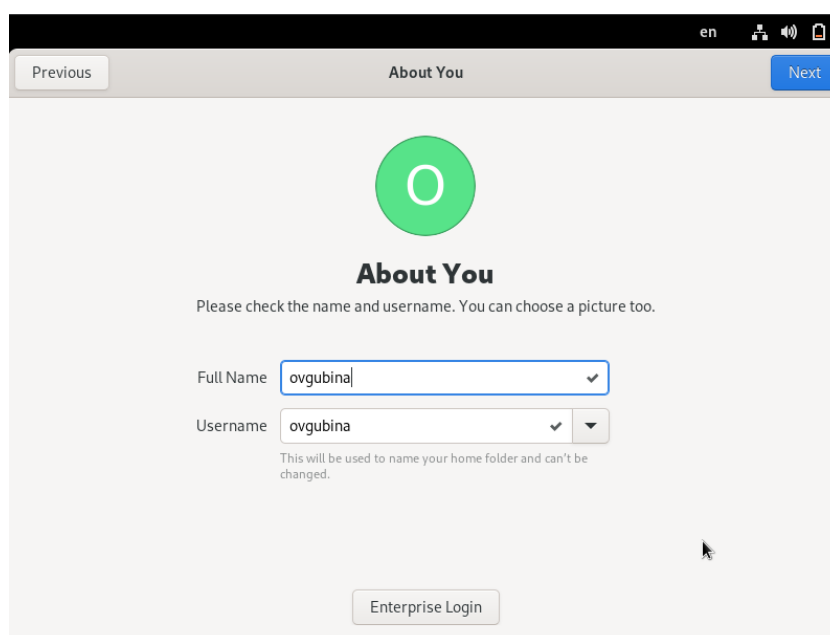 en
Previous
About You
Next
O
About You
Please check the name and username. You can choose a picture too.
Full Name ovgubina
Username ovgubina
This will be used to name your home folder and can't be
changed.
Enterprise Login